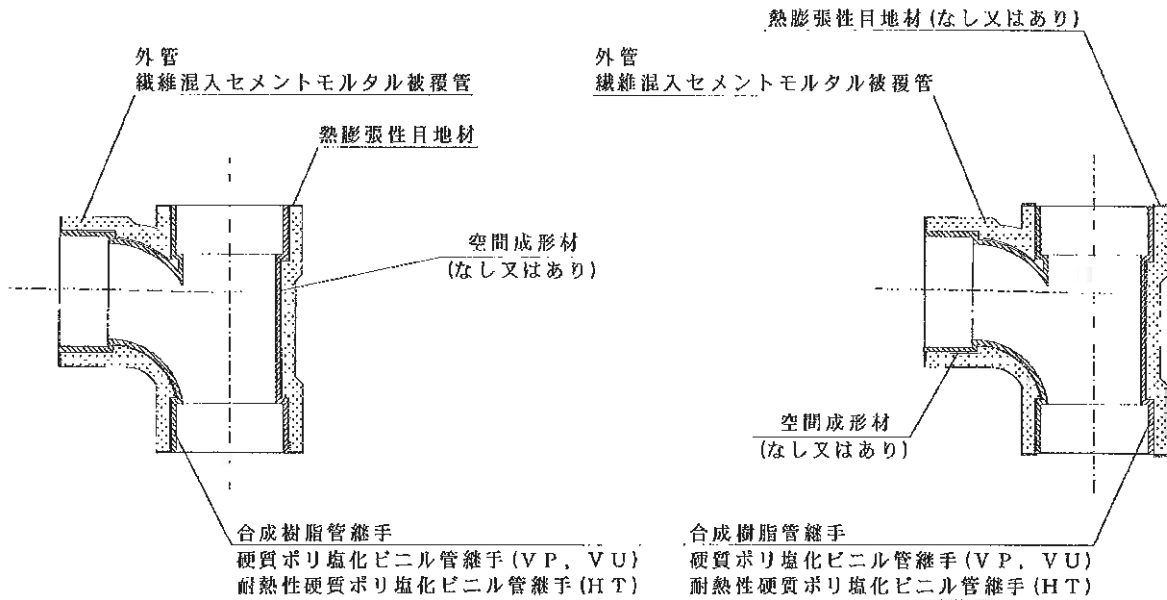 外管
繊維混入セメントモルタル被覆管
熱膨張性目地材
空間成形材
(なし又はあり)
合成樹脂管継手
硬質ポリ塩化ビニル管継手(VP，VU)
耐熱性硬質ポリ塩化ビニル管継手(HT)
熱膨張性目地材(なし又はあり)
外管
繊維混入セメントモルタル被覆管
空間成形材
(なし又はあり)
合成樹脂管継手
硬質ポリ塩化ビニル管継手(VP，VU)
耐熱性硬質ポリ塩化ビニル管継手(HT)